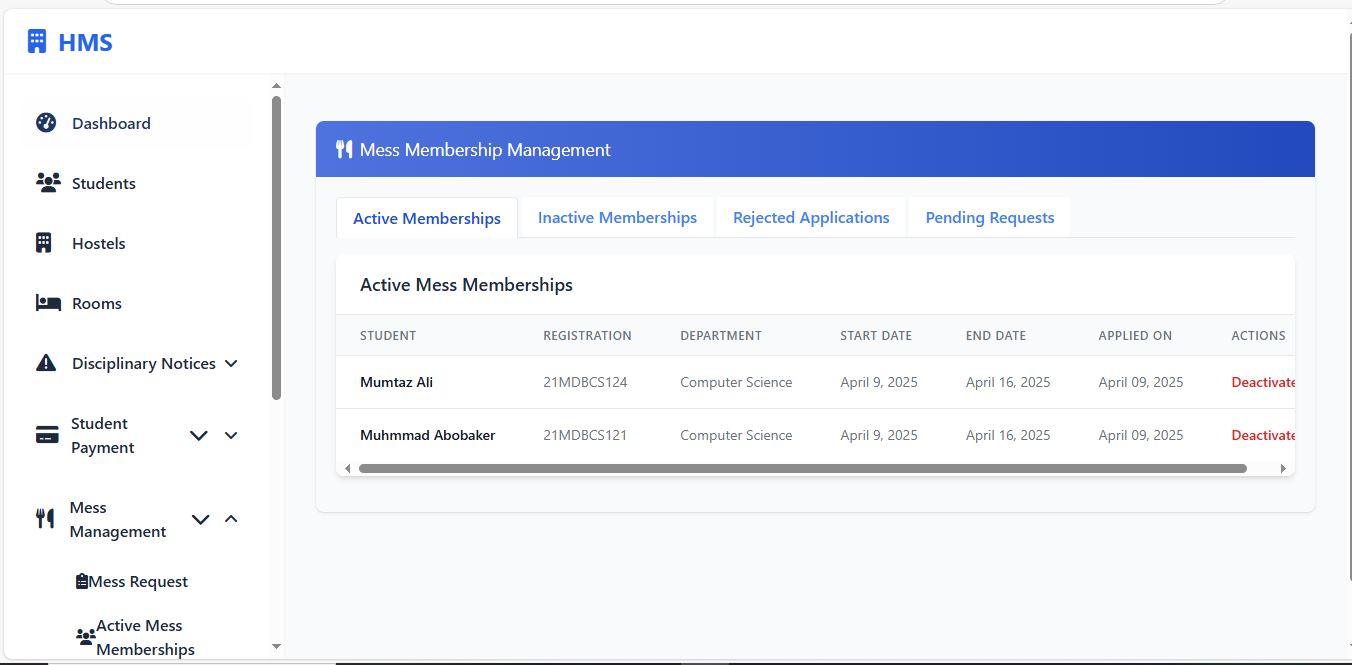 HMS
Dashboard
Students
Hostels
Rooms
Disciplinary Notices
Student
Payment
Mess
Management
Mess Request
Active Mess
Memberships
Mess Membership Management
Active Memberships Inactive Memberships Rejected Applications Pending Requests
Active Mess Memberships
STUDENT REGISTRATION DEPARTMENT START DATE END DATE APPLIED ON ACTIONS
Mumtaz Ali 21MDBCS124 Computer Science April 9, 2025 April 16, 2025 April 09, 2025 Deactivate
Muhmmad Abobaker 21MDBCS121 Computer Science April 9, 2025 April 16, 2025 April 09, 2025 Deactivate